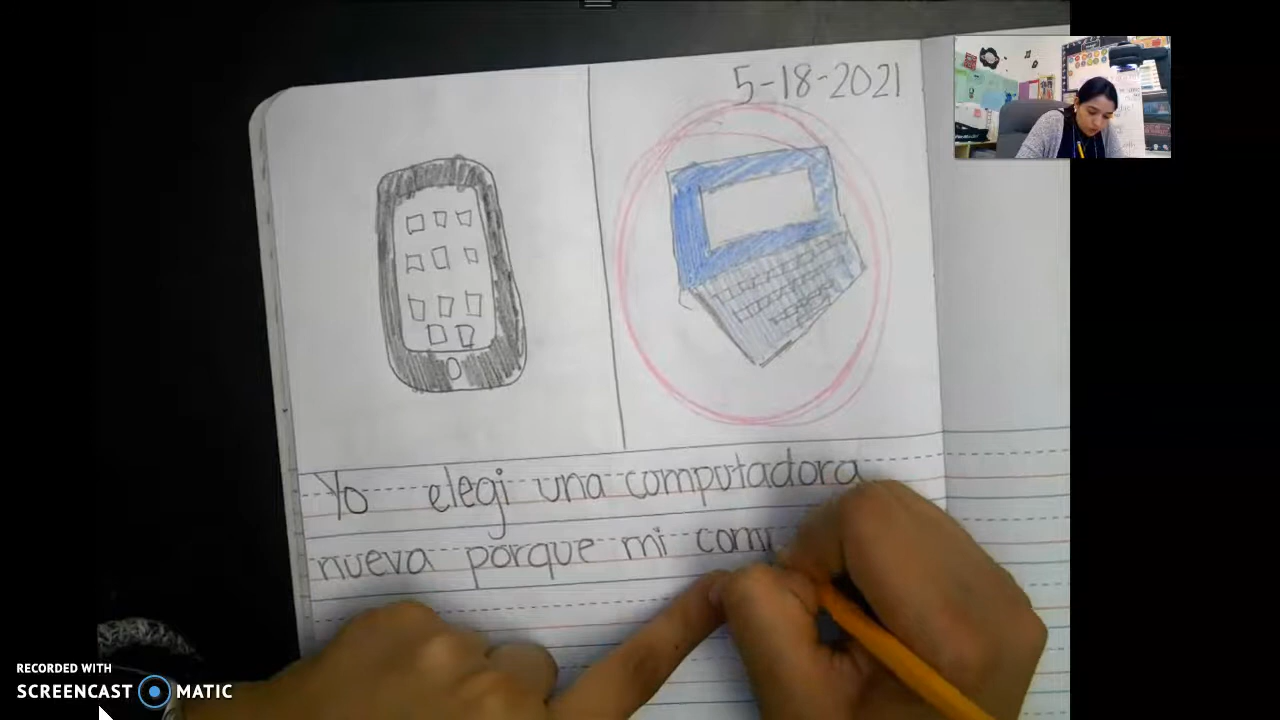 5-18-2021
Yo elegi una computadora
nueva porque mi com
RECORDED WITH
SCREENCAST MATIC